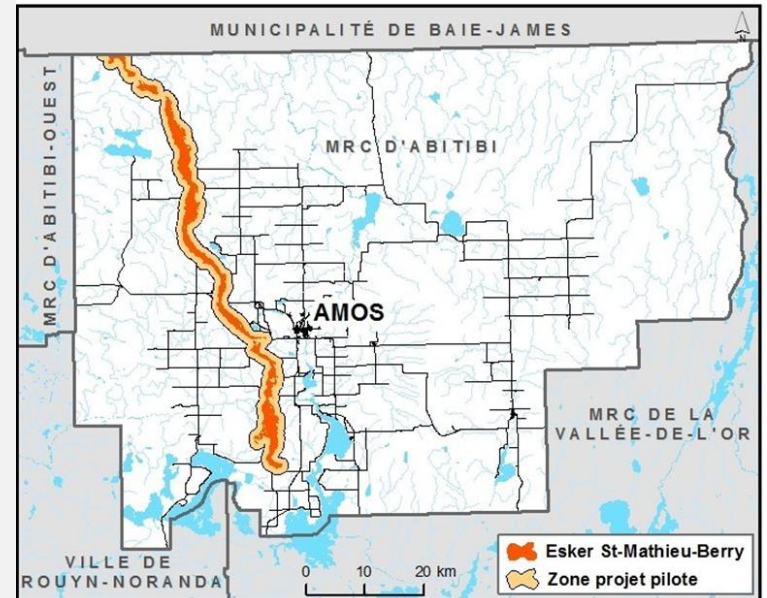 MUNICIPALITÉ DE BAIE-JAMES
N
MRC D'ABITIBI-OUEST
MRC D'ABITIBI
AMOS
MRC DE LA
VALLÉE-DE-L'OR
VILLE DE
ROUYN-NORANDA
0 10 20 km
Esker St-Mathieu-Berry
Zone projet pilote